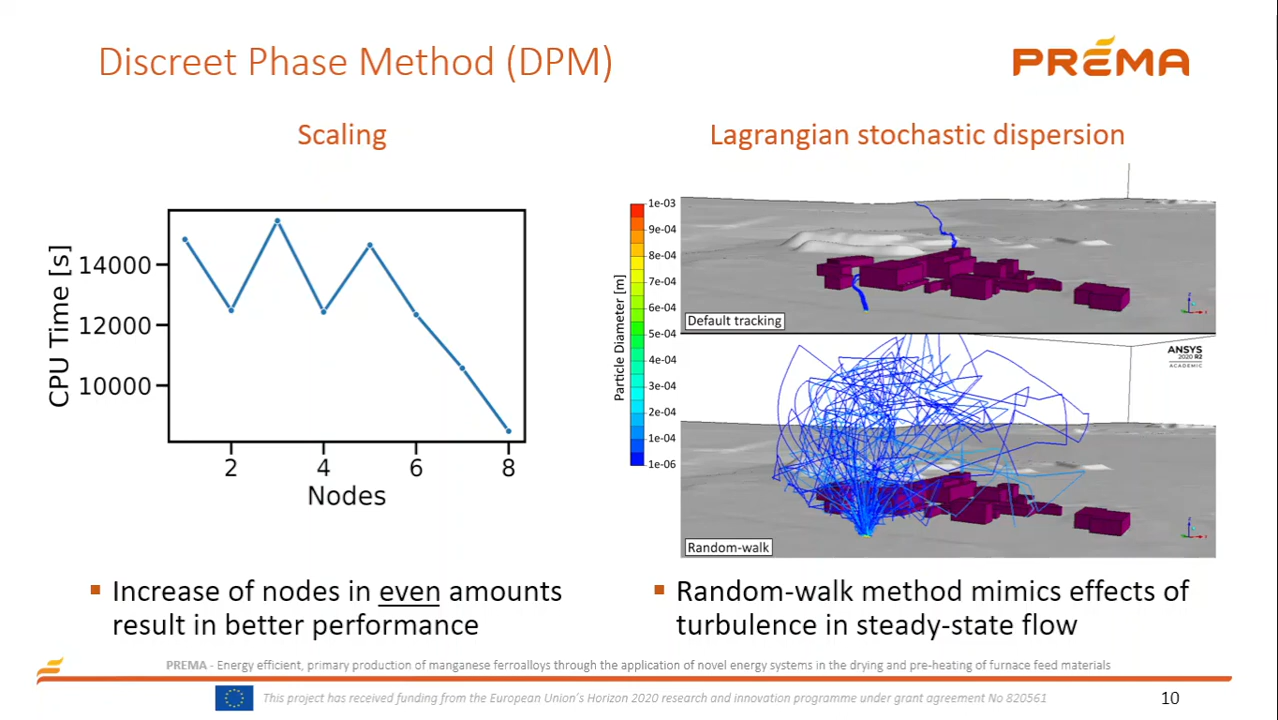 Discreet Phase Method (DPM)
PRÉMA
Scaling
CPU Time [s]
14000
12000
10000
2 4 6 8
Nodes
Increase of nodes in even amounts
result in better performance
Lagrangian stochastic dispersion
Particle Diameter [m]
1e-03
9e-04
8e-04
7e-04
6e-04
5e-04
4e-04
3e-04
2e-04
1e-04
1e-06
Default tracking
ANSYS
2020 R2
ACADEMIC
Random-walk
Random-walk method mimics effects of
turbulence in steady-state flow
PREMA - Energy efficient, primary production of manganese ferroalloys through the application of novel energy systems in the drying and pre-heating of furnace feed materials
This project has received funding from the European Union's Horizon 2020 research and innovation programme under grant agreement No 820561
10